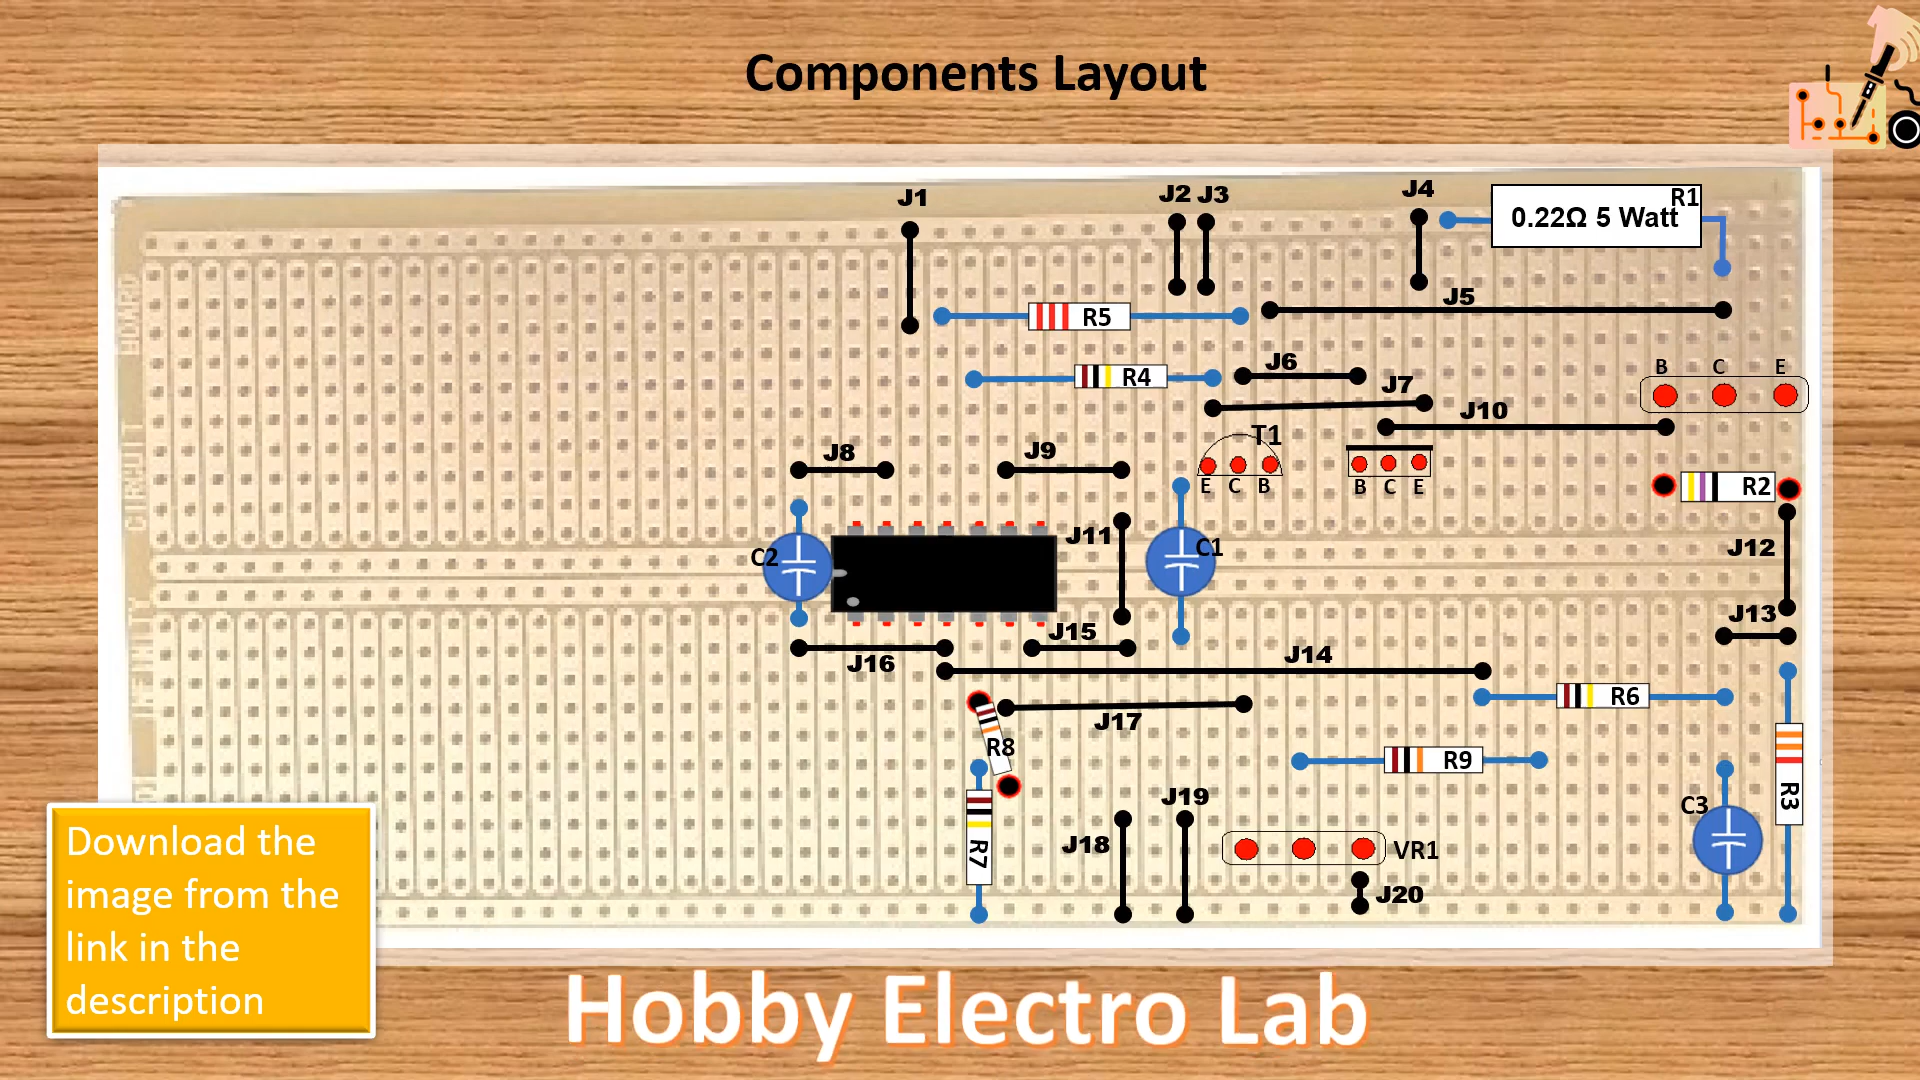 Components Layout
J1
J2 J3
J4
R1
0.22Ω 5 Watt
J5
R5
J6
B C E
R4
J7
J10
T1
J8
J9
E C B
B C E
R2
J11
C2
C1
J12
J13
J15
J16
J14
R6
J17
R8
R9
R3
J19
C3
J18
R7
VR1
J20
Download the
image from the
link in the
description
Hobby Electro Lab